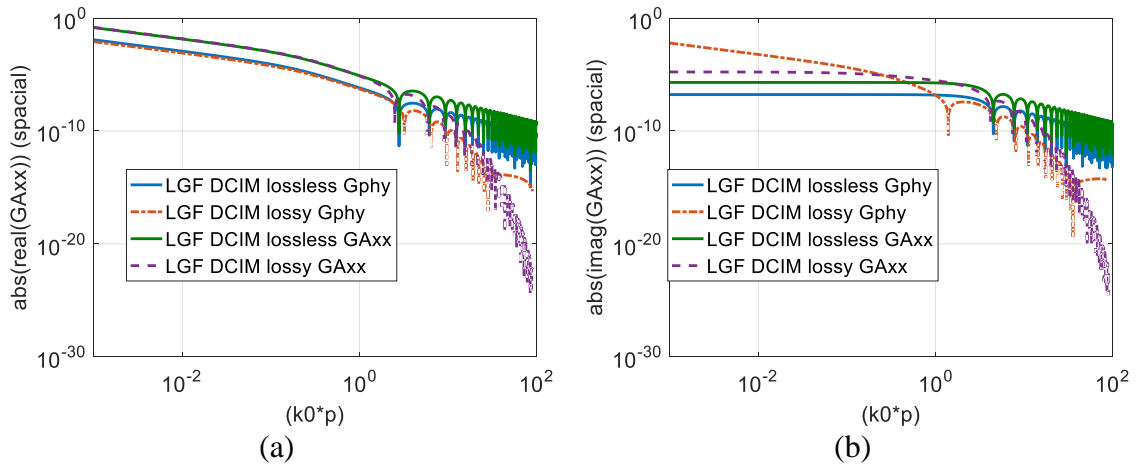 10^0
10^-10
10^-20
10^-30
abs(real(GAxx)) (spacial)
LGF DCIM lossless Gphy
LGF DCIM lossy Gphy
LGF DCIM lossless GAxx
LGF DCIM lossy GAxx
10^-2
10^0
10^2
(k0*p)
(a)
10^0
10^-10
10^-20
10^-30
abs(imag(GAxx)) (spacial)
LGF DCIM lossless Gphy
LGF DCIM lossy Gphy
LGF DCIM lossless GAxx
LGF DCIM lossy GAxx
10^-2
10^0
10^2
(k0*p)
(b)